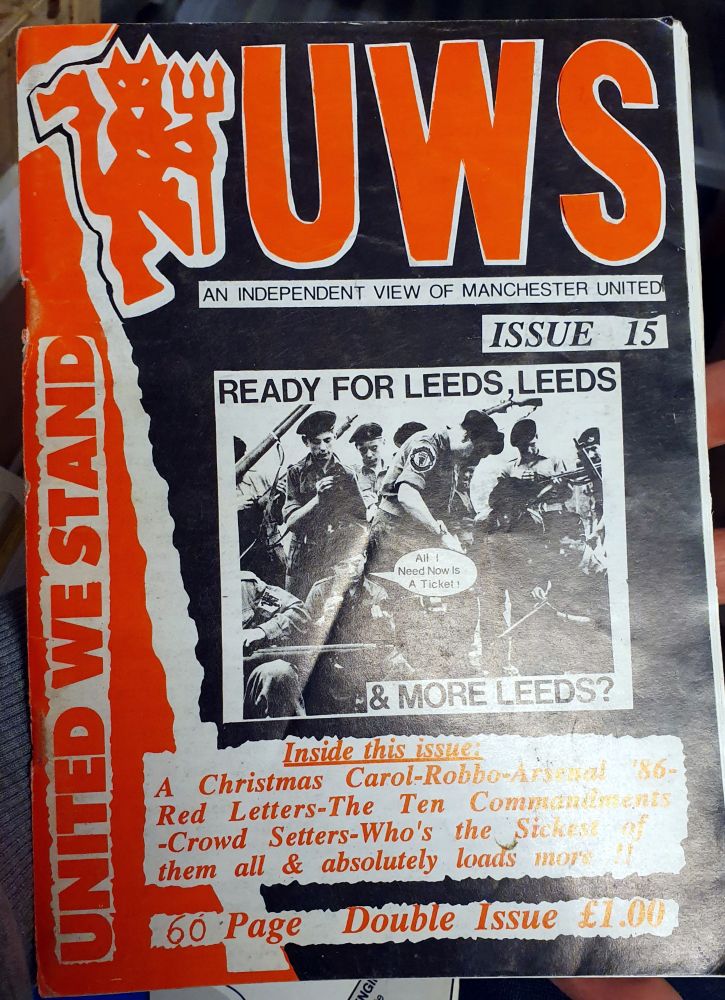 UWS
AN INDEPENDENT VIEW OF MANCHESTER UNITED
ISSUE 15
UNITED WE STAND
READY FOR LEEDS, LEEDS
All I
Need Now Is
A Ticket!
& MORE LEEDS?
Inside this issue:
A Christmas Carol-Robbo-Arsenal '86-
Red Letters-The Ten Commandments
-Crowd Setters-Who's the Sickest of
them all & absolutely loads more !!
60 Page Double Issue £1.00